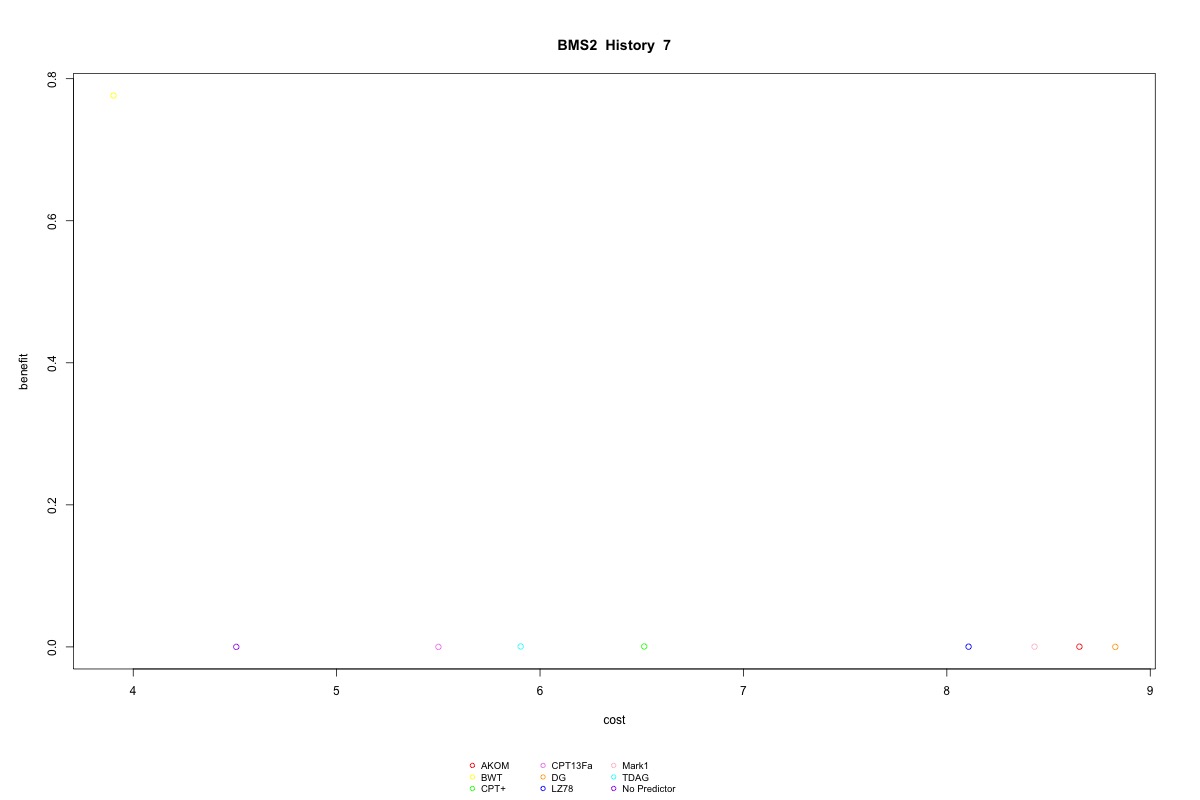 BMS2 History 7
0.8
0.6
0.4
0.2
0.0
benefit
4 5 6 7 8 9
cost
AKOM CPT13Fa Mark1
BWT DG TDAG
CPT+ LZ78 No Predictor